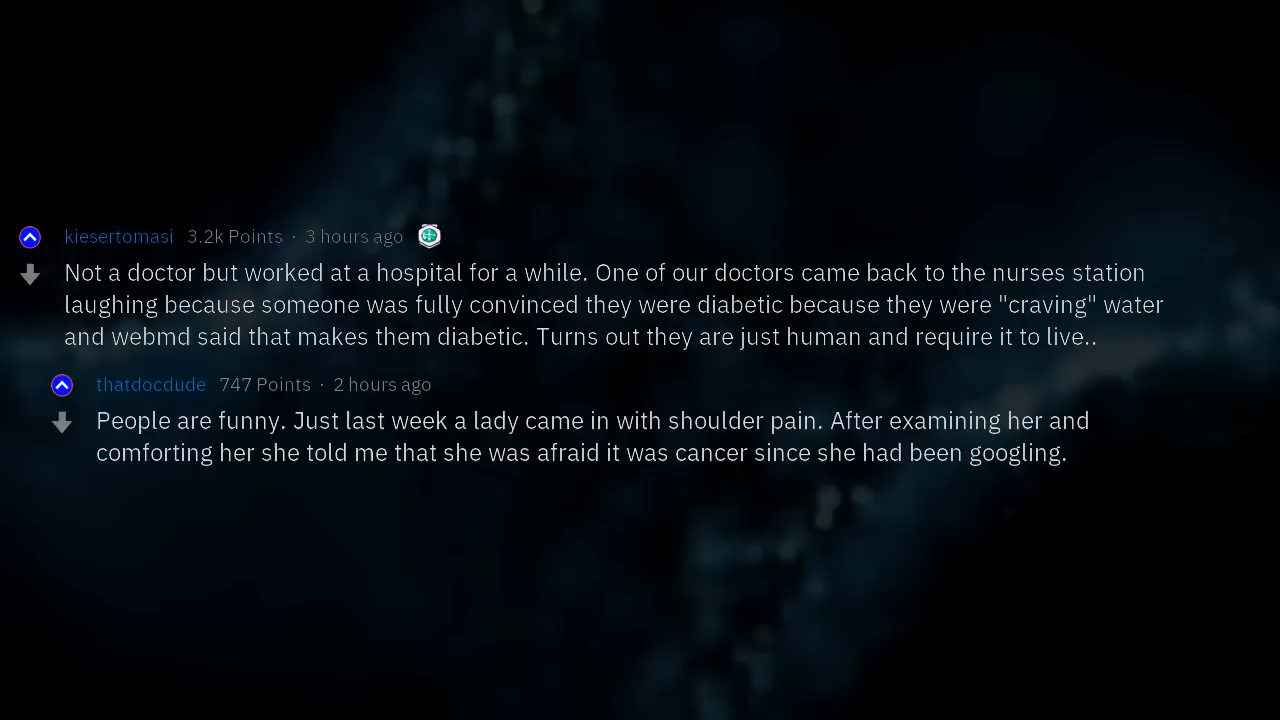 kiesertomasi 3.2k Points · 3 hours ago
Not a doctor but worked at a hospital for a while. One of our doctors came back to the nurses station
laughing because someone was fully convinced they were diabetic because they were "craving" water
and webmd said that makes them diabetic. Turns out they are just human and require it to live..
thatdocdude 747 Points · 2 hours ago
People are funny. Just last week a lady came in with shoulder pain. After examining her and
comforting her she told me that she was afraid it was cancer since she had been googling.